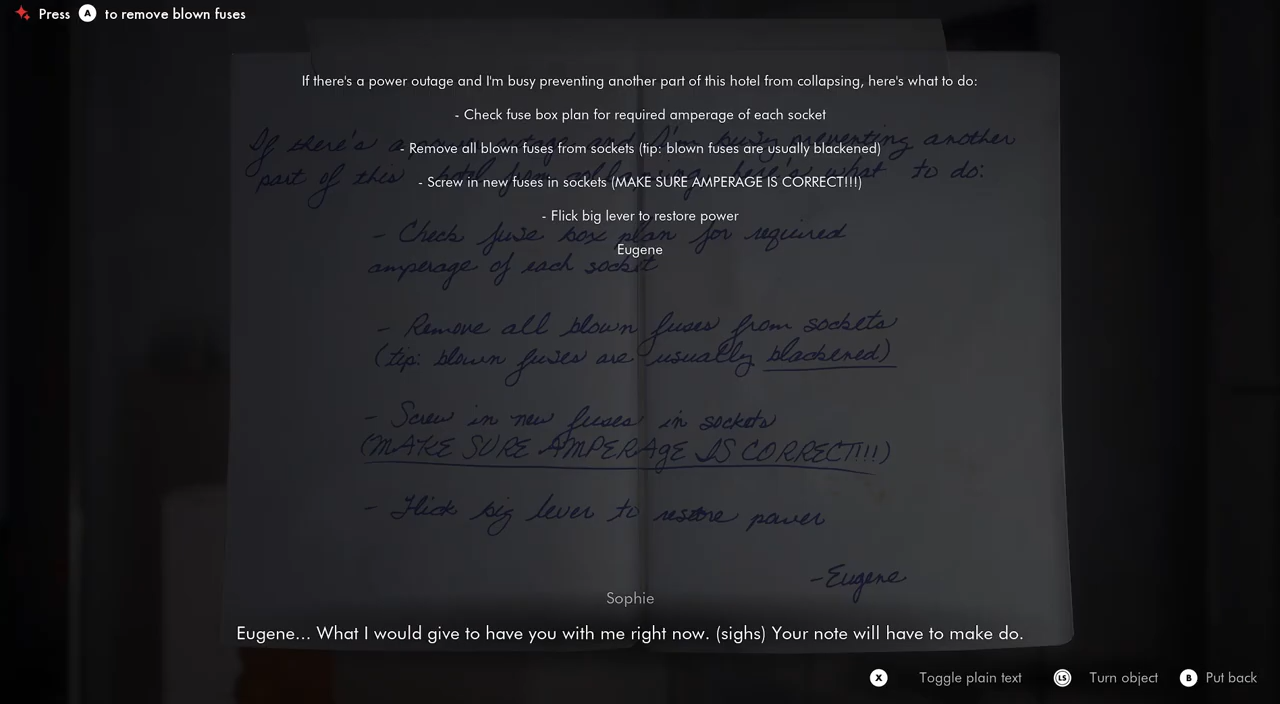 Press A to remove blown fuses
If there's a power outage and I'm busy preventing another part of this hotel from collapsing, here's what to do:
- Check fuse box plan for required amperage of each socket
- Remove all blown fuses from sockets (tip: blown fuses are usually blackened)
- Screw in new fuses in sockets (MAKE SURE AMPERAGE IS CORRECT!!!)
- Flick big lever to restore power
Eugene
If there's a power outage and I'm busy preventing another
part of this hotel from collapsing, here's what to do:
- Check fuse box plan for required
amperage of each socket
- Remove all blown fuses from sockets
(tip: blown fuses are usually blackened)
- Screw in new fuses in sockets
(MAKE SURE AMPERAGE IS CORRECT!!!)
- Flick big lever to restore power
-Eugene
Sophie
Eugene... What I would give to have you with me right now. (sighs) Your note will have to make do.
X Toggle plain text LS Turn object B Put back